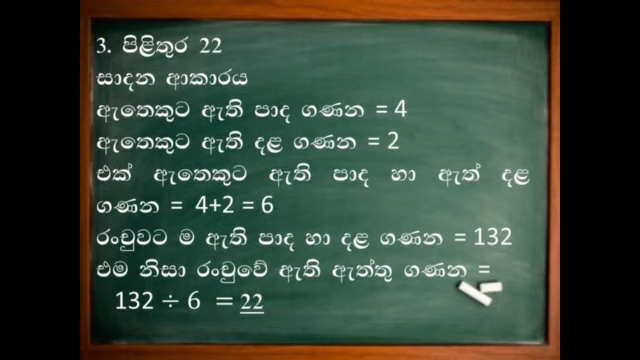 3. පිළිතුර 22
සාදන ආකාරය
ඇතෙකුට ඇති පාද ගණන = 4
ඇතෙකුට ඇති දළ ගණන = 2
එක් ඇතෙකුට ඇති පාද හා ඇත් දළ
ගණන = 4+2 = 6
රංචුවට ම ඇති පාද හා දළ ගණන = 132
එම නිසා රංචුවේ ඇති ඇත්තු ගණන =
132 ÷ 6 = 22